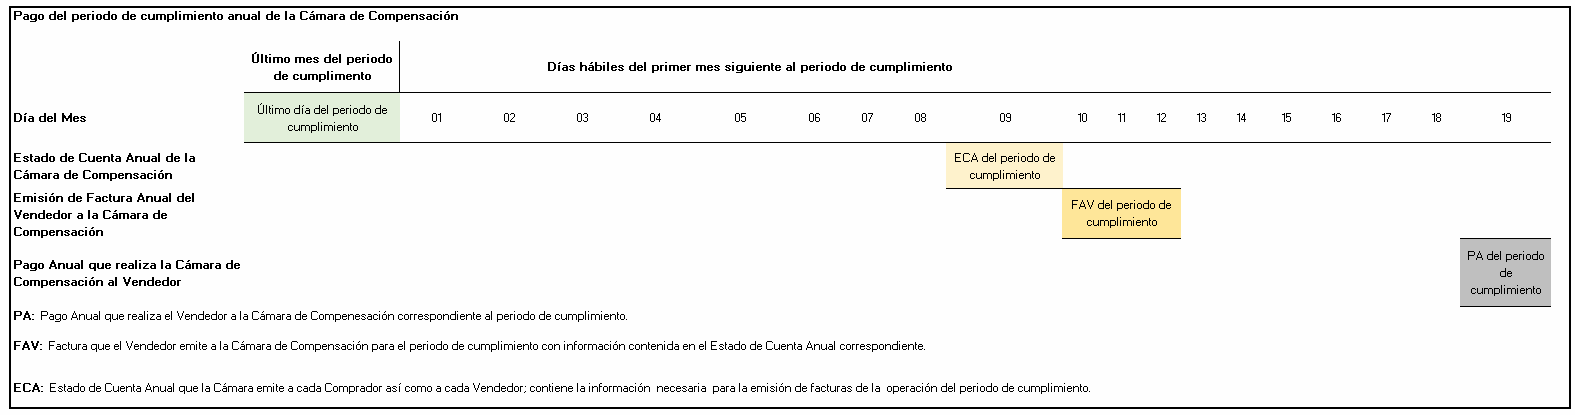 Pago del periodo de cumplimiento anual de la Cámara de Compensación
Último mes del periodo
de cumplimento
Días hábiles del primer mes siguiente al periodo de cumplimiento
Día del Mes
Último día del periodo de
cumplimiento
01 02 03 04 05 06 07 08 09 10 11 12 13 14 15 16 17 18 19
Estado de Cuenta Anual de la
Cámara de Compensación
ECA del periodo de
cumplimiento
Emisión de Factura Anual del
Vendedor a la Cámara de
Compensación
FAV del periodo de
cumplimiento
Pago Anual que realiza la Cámara de
Compensación al Vendedor
PA del periodo
de
cumplimiento
PA: Pago Anual que realiza el Vendedor a la Cámara de Compenesación correspondiente al periodo de cumplimiento.
FAV: Factura que el Vendedor emite a la Cámara de Compensación para el periodo de cumplimiento con información contenida en el Estado de Cuenta Anual correspondiente.
ECA: Estado de Cuenta Anual que la Cámara emite a cada Comprador así como a cada Vendedor; contiene la información necesaria para la emisión de facturas de la operación del periodo de cumplimiento.